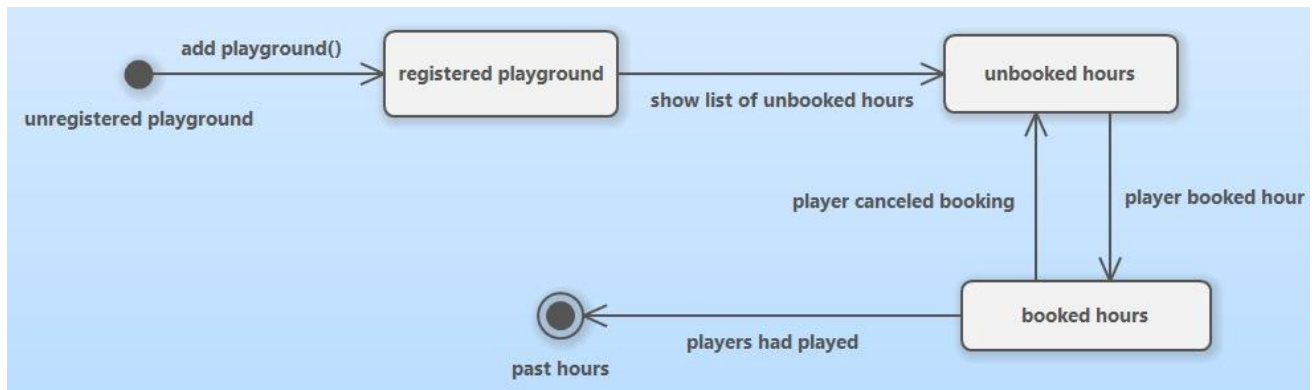 add playground()
registered playground
unbooked hours
unregistered playground
show list of unbooked hours
player canceled booking
player booked hour
booked hours
players had played
past hours